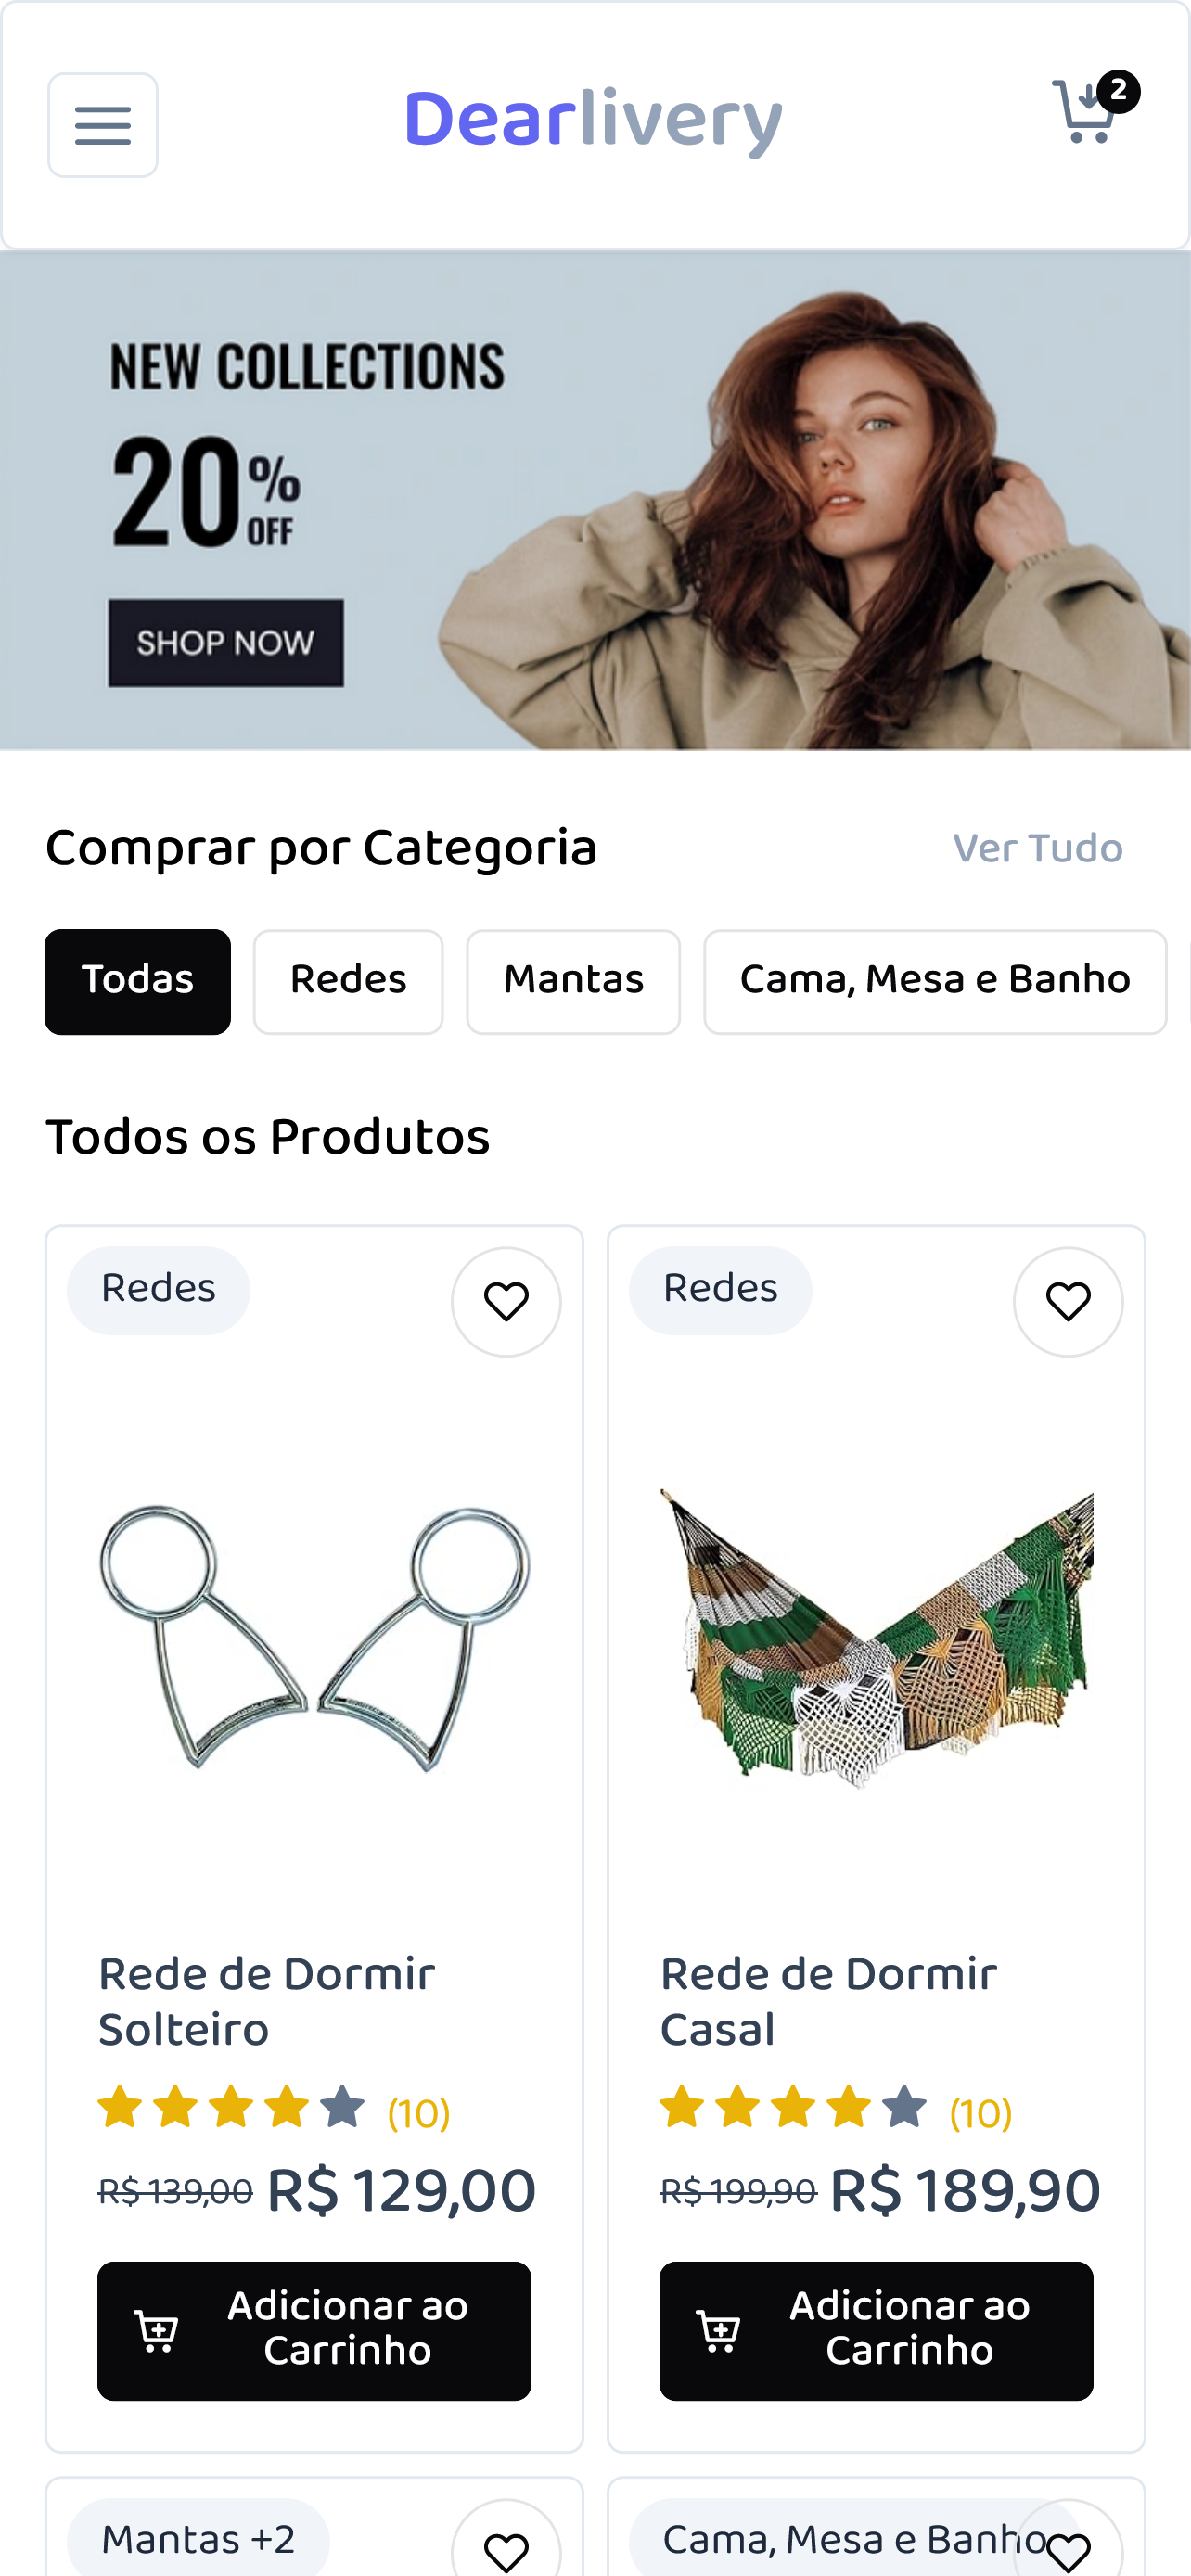 Dearlivery
2
NEW COLLECTIONS
20%
OFF
SHOP NOW
Comprar por Categoria
Ver Tudo
Todas
Redes
Mantas
Cama, Mesa e Banho
Todos os Produtos
Redes
Rede de Dormir
Solteiro
(10)
R$ 139,00 R$ 129,00
Adicionar ao
Carrinho
Redes
Rede de Dormir
Casal
(10)
R$ 199,90 R$ 189,90
Adicionar ao
Carrinho
Mantas +2
Cama, Mesa e Banho